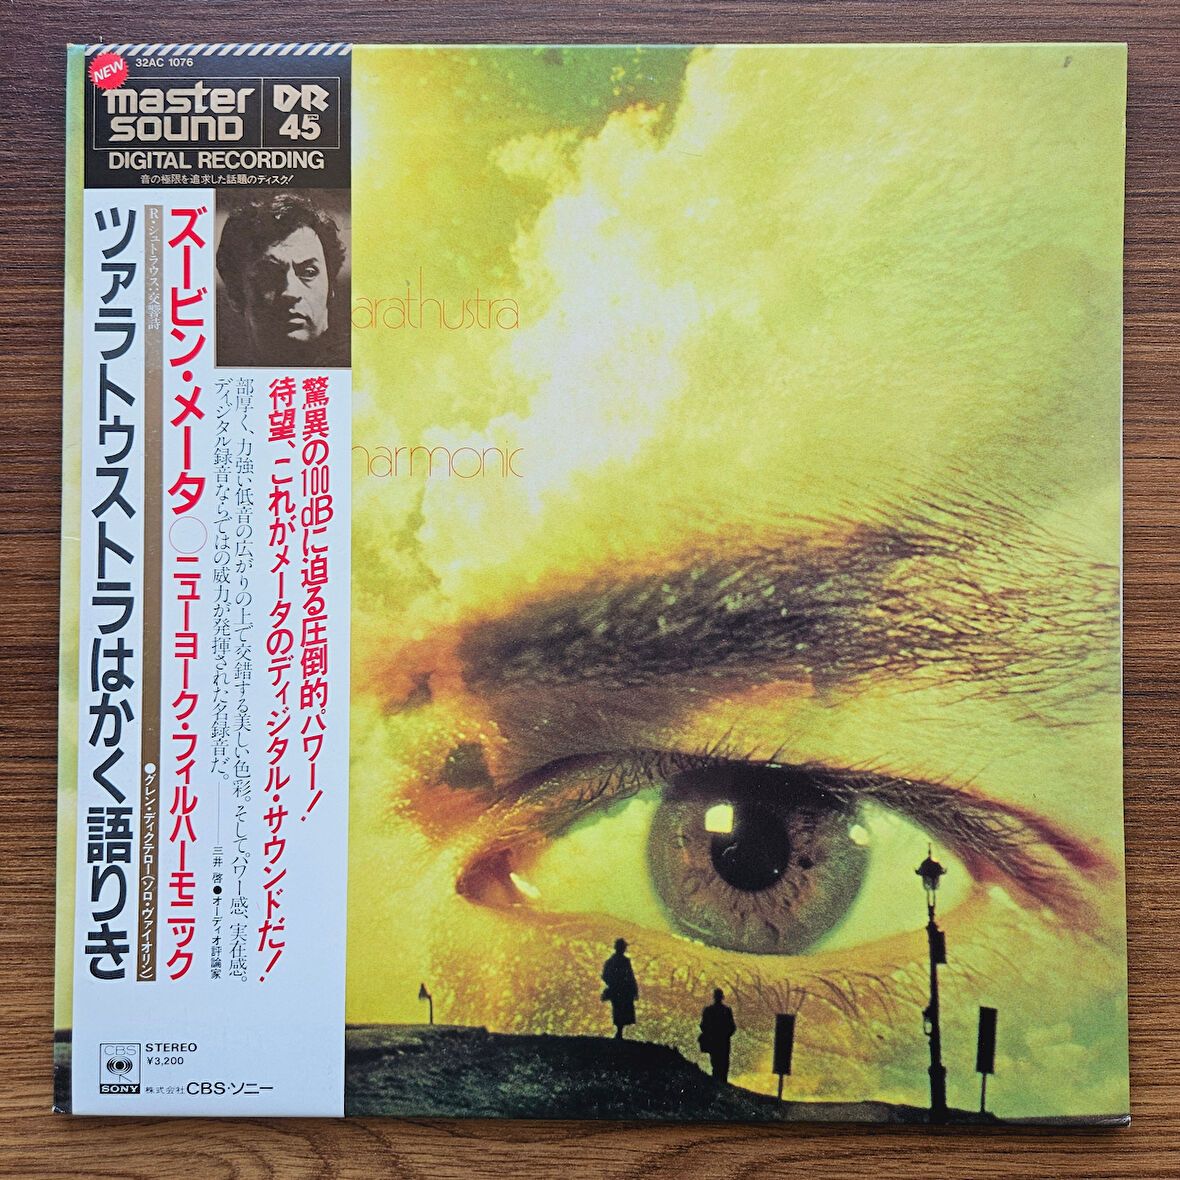 NEW
32AC 1076
master
SOUND
DR
45
DIGITAL RECORDING
音の極限を追求した話題のディスク!
驚異の100dBに迫る圧倒的パワー!
待望、これがメータのディジタル・サウンドだ!
部厚く、力強い低音の広がりの上で交錯する美しい色彩。そしてパワー感、実在感。
ディジタル録音ならではの威力が発揮された名録音だ。——三井 啓●オーディオ評論家
ズービン・メータ○ニューヨーク・フィルハーモニック
R・シュトラウス:交響詩
●グレン・ディクテロー(ソロ・ヴァイオリン)
ツァラトゥストラはかく語りき
arathustra
harmonic
CBS
SONY
STEREO
¥3,200
株式会社CBS・ソニー